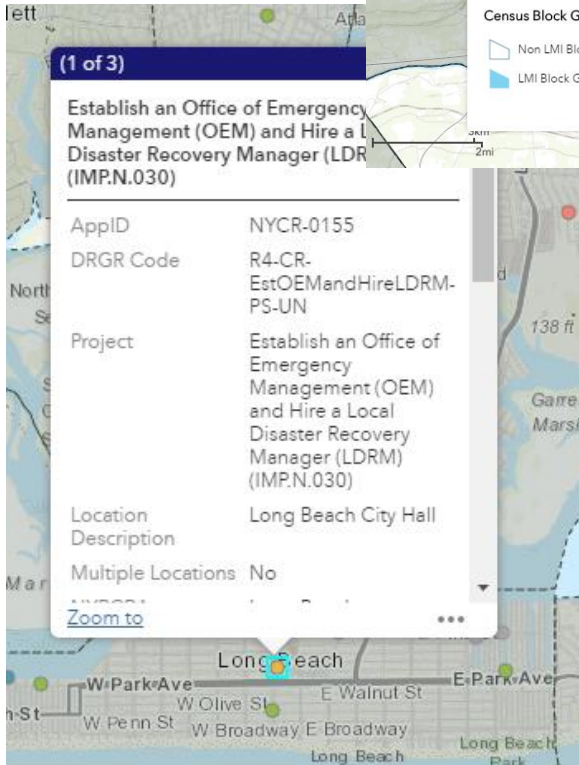 lett
Atla
Census Block G
Non LMI Blo
LMI Block G
2mi
(1 of 3)
Establish an Office of Emergency
Management (OEM) and Hire a L
Disaster Recovery Manager (LDR
(IMP.N.030)
AppID NYCR-0155
DRGR Code R4-CR-
EstOEMandHireLDRM-
PS-UN
Project Establish an Office of
Emergency
Management (OEM)
and Hire a Local
Disaster Recovery
Manager (LDRM)
(IMP.N.030)
Location Long Beach City Hall
Description
Multiple Locations No
Zoom to
North
138 ft
Garre
Marsh
Mar
Long Beach
W Park Ave
E Park Ave
W Olive St
E Walnut St
h St
W Penn St
W Broadway
E Broadway
Long Beach
Long Beach
Park